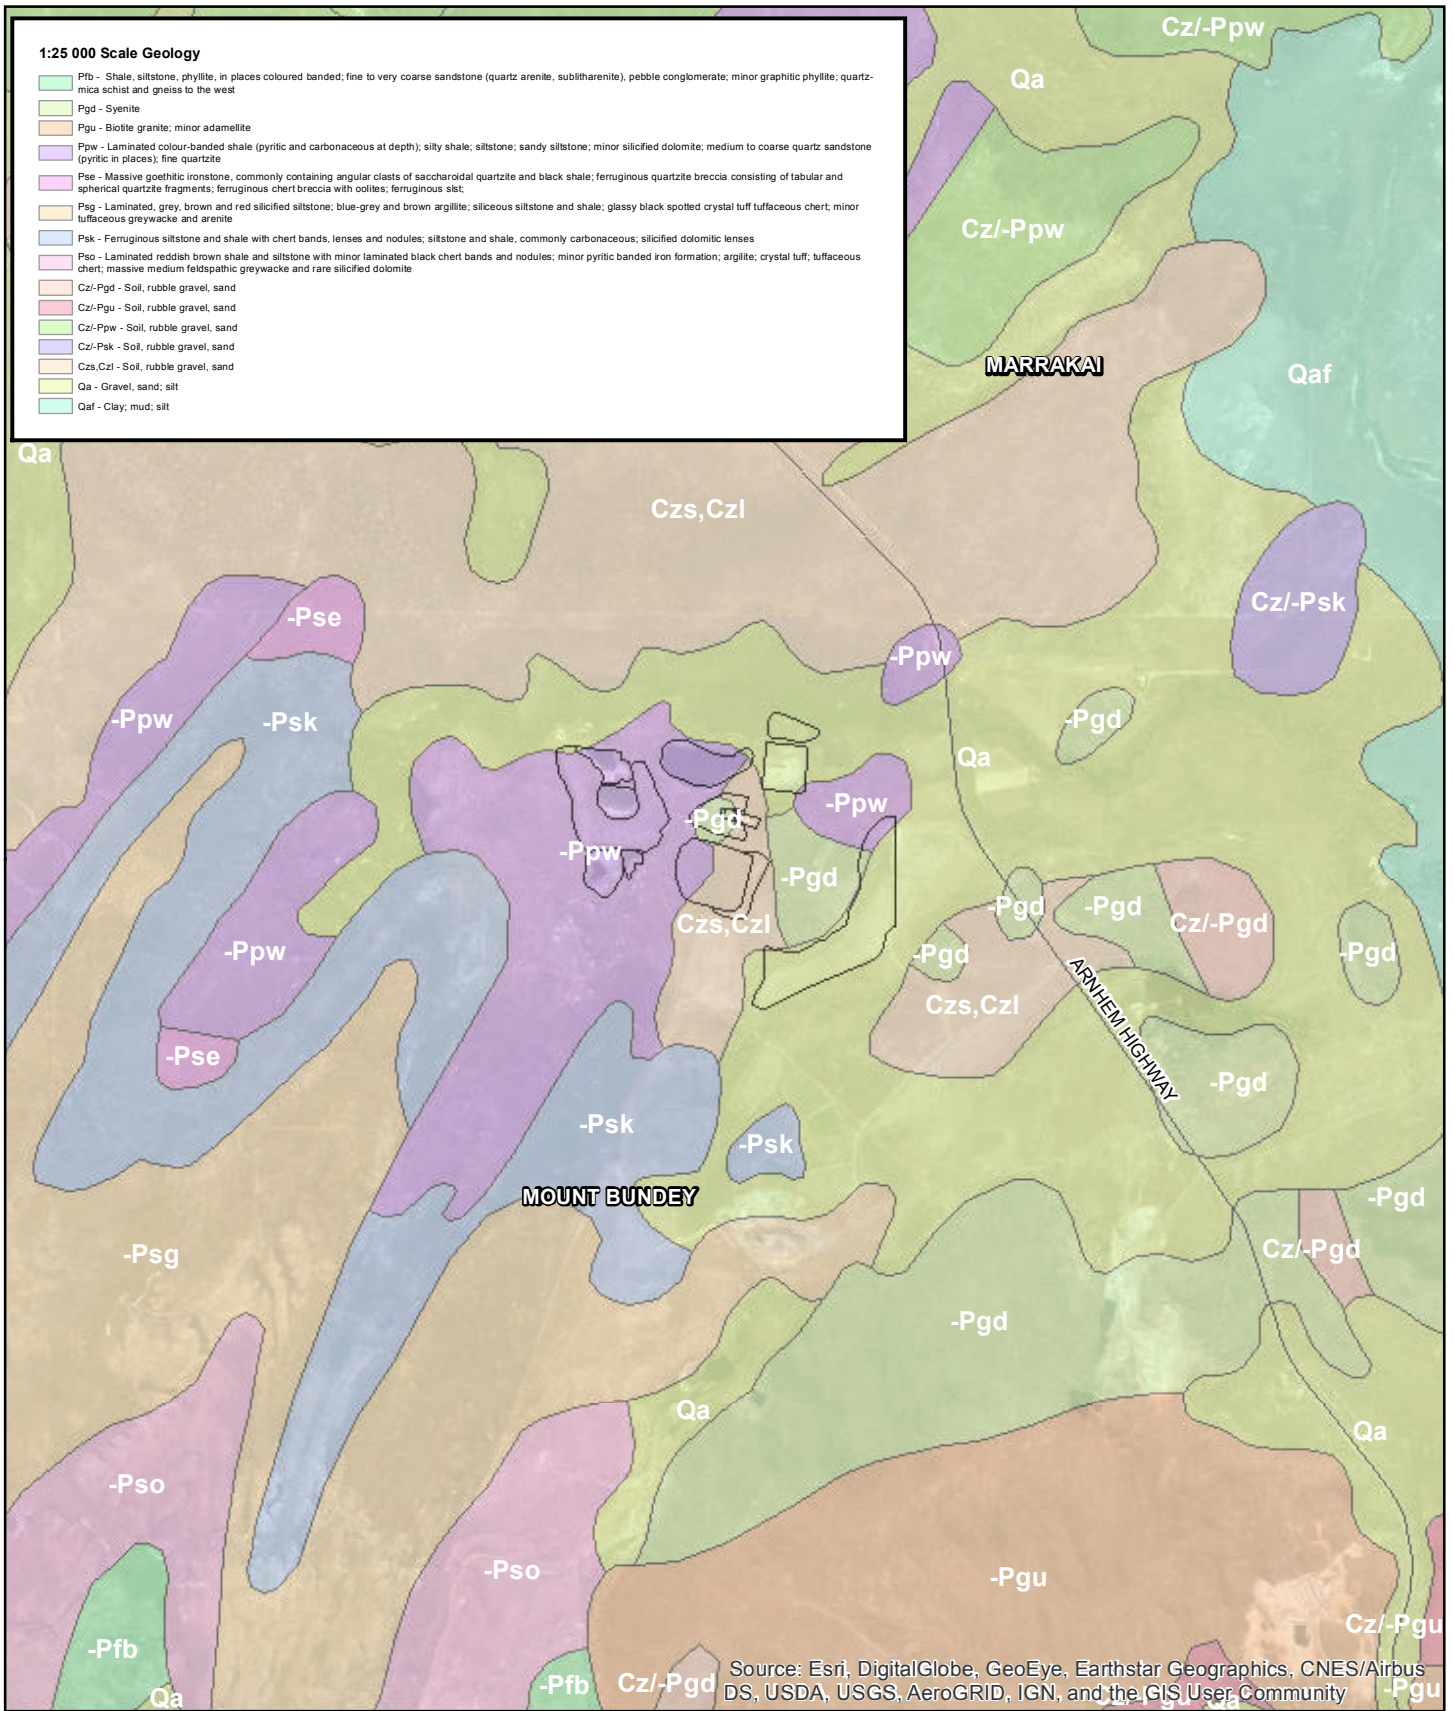 1:25 000 Scale Geology
Pfb - Shale, siltstone, phyllite, in places coloured banded; fine to very coarse sandstone (quartz arenite, sublitharenite), pebble conglomerate; minor graphitic phyllite; quartz-
mica schist and gneiss to the west
Pgd - Syenite
Pgu - Biotite granite; minor adamellite
Ppw - Laminated colour-banded shale (pyritic and carbonaceous at depth); silty shale; siltstone; sandy siltstone; minor silicified dolomite; medium to coarse quartz sandstone
(pyritic in places); fine quartzite
Pse - Massive goethitic ironstone, commonly containing angular clasts of saccharoidal quartzite and black shale; ferruginous quartzite breccia consisting of tabular and
spherical quartzite fragments; ferruginous chert breccia with oolites; ferruginous slst;
Psg - Laminated, grey, brown and red silicified siltstone; blue-grey and brown argillite; siliceous siltstone and shale; glassy black spotted crystal tuff tuffaceous chert; minor
tuffaceous greywacke and arenite
Psk - Ferruginous siltstone and shale with chert bands, lenses and nodules; siltstone and shale, commonly carbonaceous; silicified dolomitic lenses
Pso - Laminated reddish brown shale and siltstone with minor laminated black chert bands and nodules; minor pyritic banded iron formation; argilite; crystal tuff; tuffaceous
chert; massive medium feldspathic greywacke and rare silicified dolomite
Cz/-Pgd - Soil, rubble gravel, sand
Cz/-Pgu - Soil, rubble gravel, sand
Cz/-Ppw - Soil, rubble gravel, sand
Cz/-Psk - Soil, rubble gravel, sand
Czs,Czl - Soil, rubble gravel, sand
Qa - Gravel, sand; silt
Qaf - Clay; mud; silt
Cz/-Ppw
Qa
Cz/-Ppw
MARRAKAI
Qaf
Qa
Czs,Czl
Cz/-Psk
-Pse
-Ppw
-Ppw
-Psk
-Pgd
Qa
-Ppw
-Pgd
-Ppw
-Pgd
-Pgd
-Pgd
Cz/-Pgd
Czs,Czl
-Ppw
-Pgd
-Pgd
Czs,Czl
ARNHEM HIGHWAY
-Pse
-Pgd
-Psk
-Psk
MOUNT BUNDEY
-Pgd
-Psg
Cz/-Pgd
-Pgd
Qa
Qa
-Pso
-Pso
-Pgu
Cz/-Pgu
-Pfb
-Pfb
Cz/-Pgd
Qa
Source: Esri, DigitalGlobe, GeoEye, Earthstar Geographics, CNES/Airbus
DS, USDA, USGS, AeroGRID, IGN, and the GIS User Community
Cz/-Pgu
Qa
-Pgu